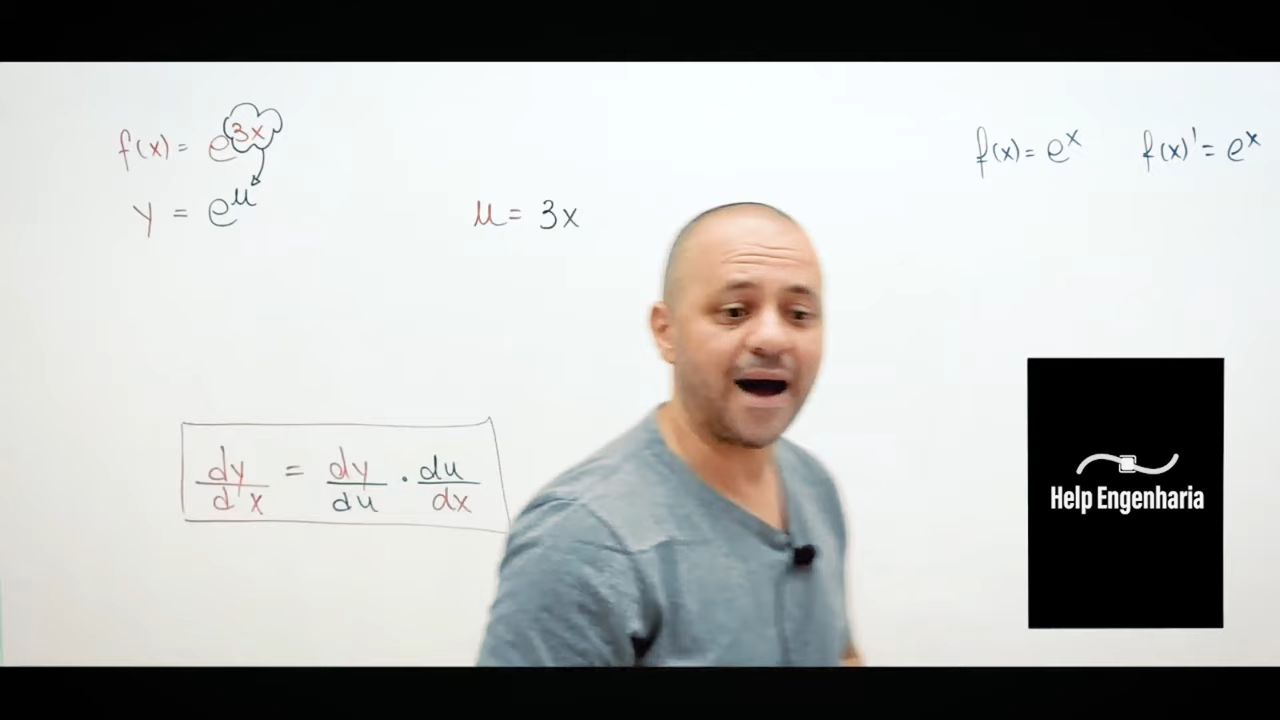 f(x) = e^{3x}
f(x) = e^x    f(x)' = e^x
y = e^u
u = 3x
dy/dx = dy/du · du/dx
Help Engenharia